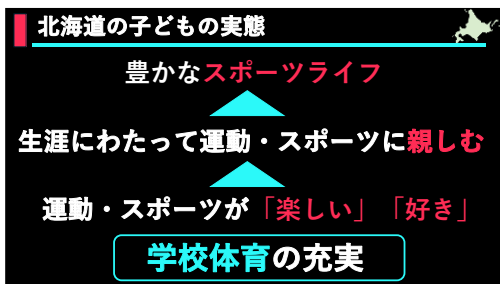 北海道の子どもの実態
豊かなスポーツライフ
生涯にわたって運動・スポーツに親しむ
運動・スポーツが「楽しい」「好き」
学校体育の充実